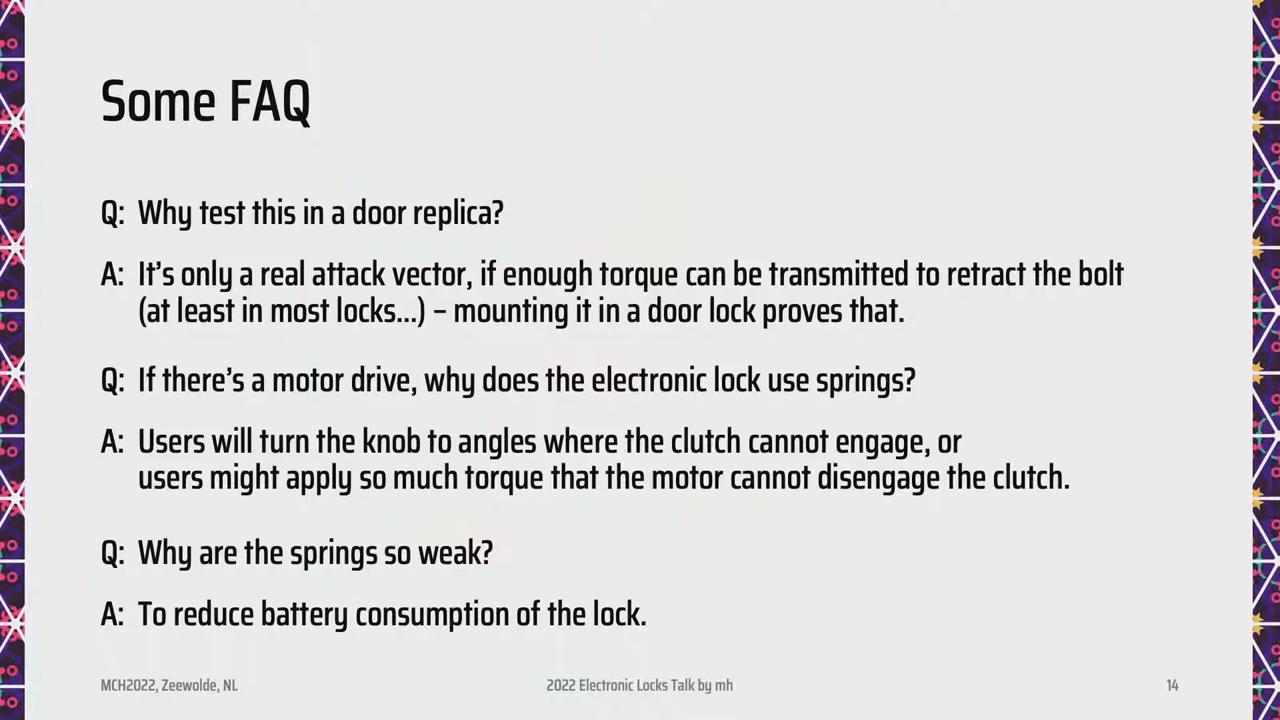 Some FAQ
Q: Why test this in a door replica?
A: It’s only a real attack vector, if enough torque can be transmitted to retract the bolt
(at least in most locks...) – mounting it in a door lock proves that.
Q: If there’s a motor drive, why does the electronic lock use springs?
A: Users will turn the knob to angles where the clutch cannot engage, or
users might apply so much torque that the motor cannot disengage the clutch.
Q: Why are the springs so weak?
A: To reduce battery consumption of the lock.
MCH2022, Zeewolde, NL
2022 Electronic Locks Talk by mh
14